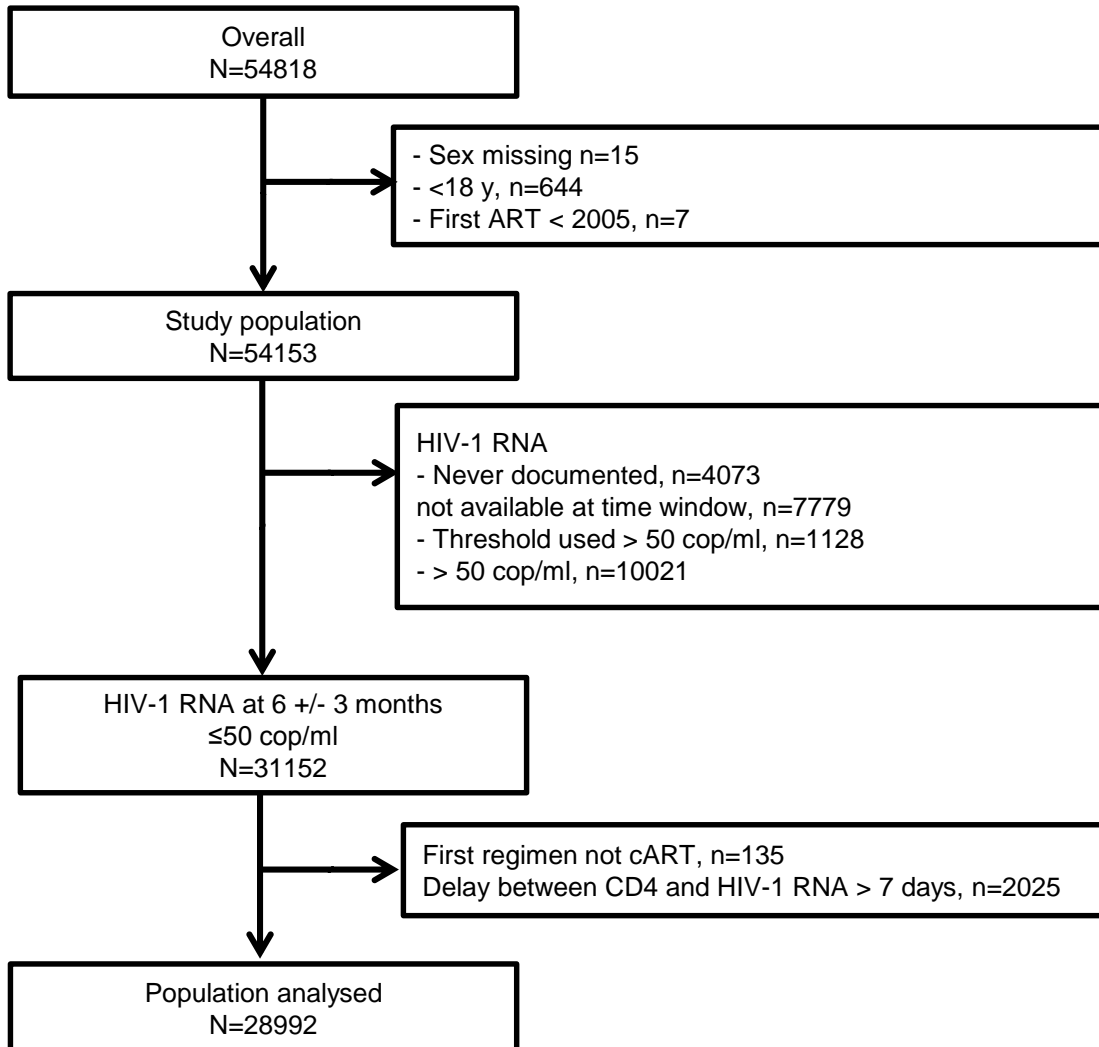 Overall
N=54818
- Sex missing n=15
- <18 y, n=644
- First ART < 2005, n=7
Study population
N=54153
HIV-1 RNA
- Never documented, n=4073
not available at time window, n=7779
- Threshold used > 50 cop/ml, n=1128
- > 50 cop/ml, n=10021
HIV-1 RNA at 6 +/- 3 months
≤50 cop/ml
N=31152
First regimen not cART, n=135
Delay between CD4 and HIV-1 RNA > 7 days, n=2025
Population analysed
N=28992